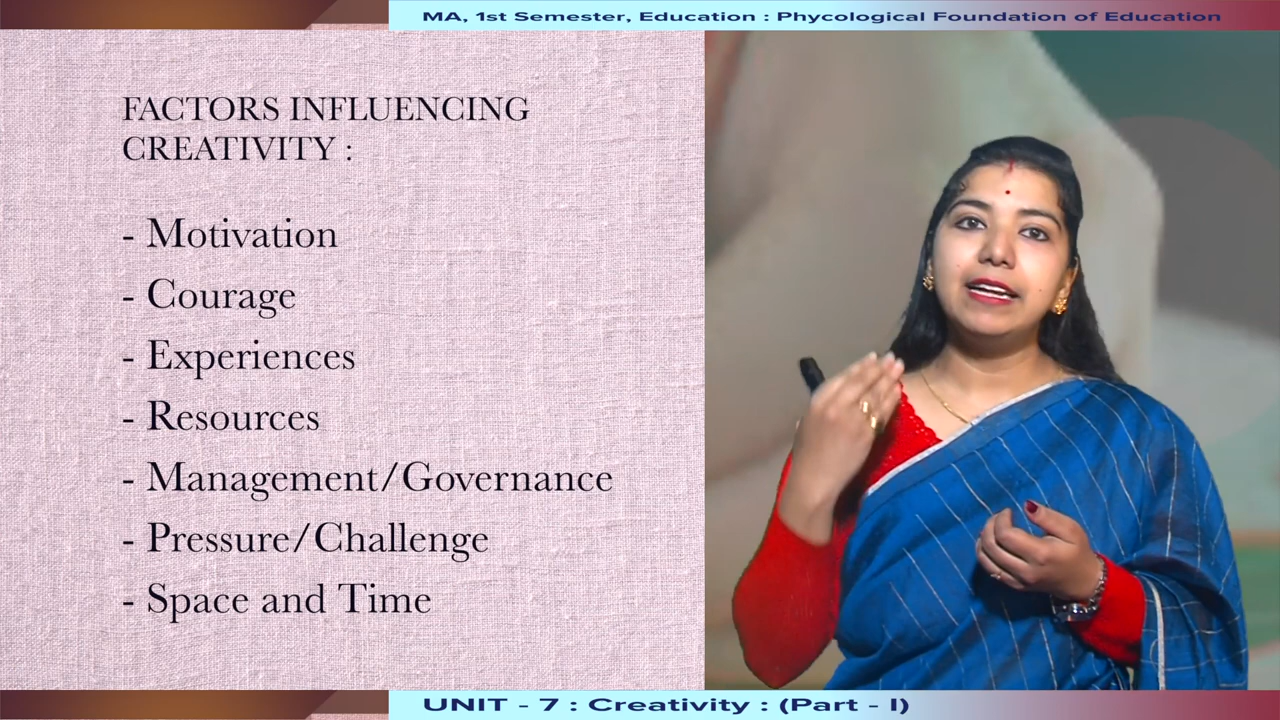 MA, 1st Semester, Education : Phycological Foundation of Education
FACTORS INFLUENCING
CREATIVITY :
- Motivation
- Courage
- Experiences
- Resources
- Management/Governance
- Pressure/Challenge
- Space and Time
UNIT - 7 : Creativity : (Part - I)